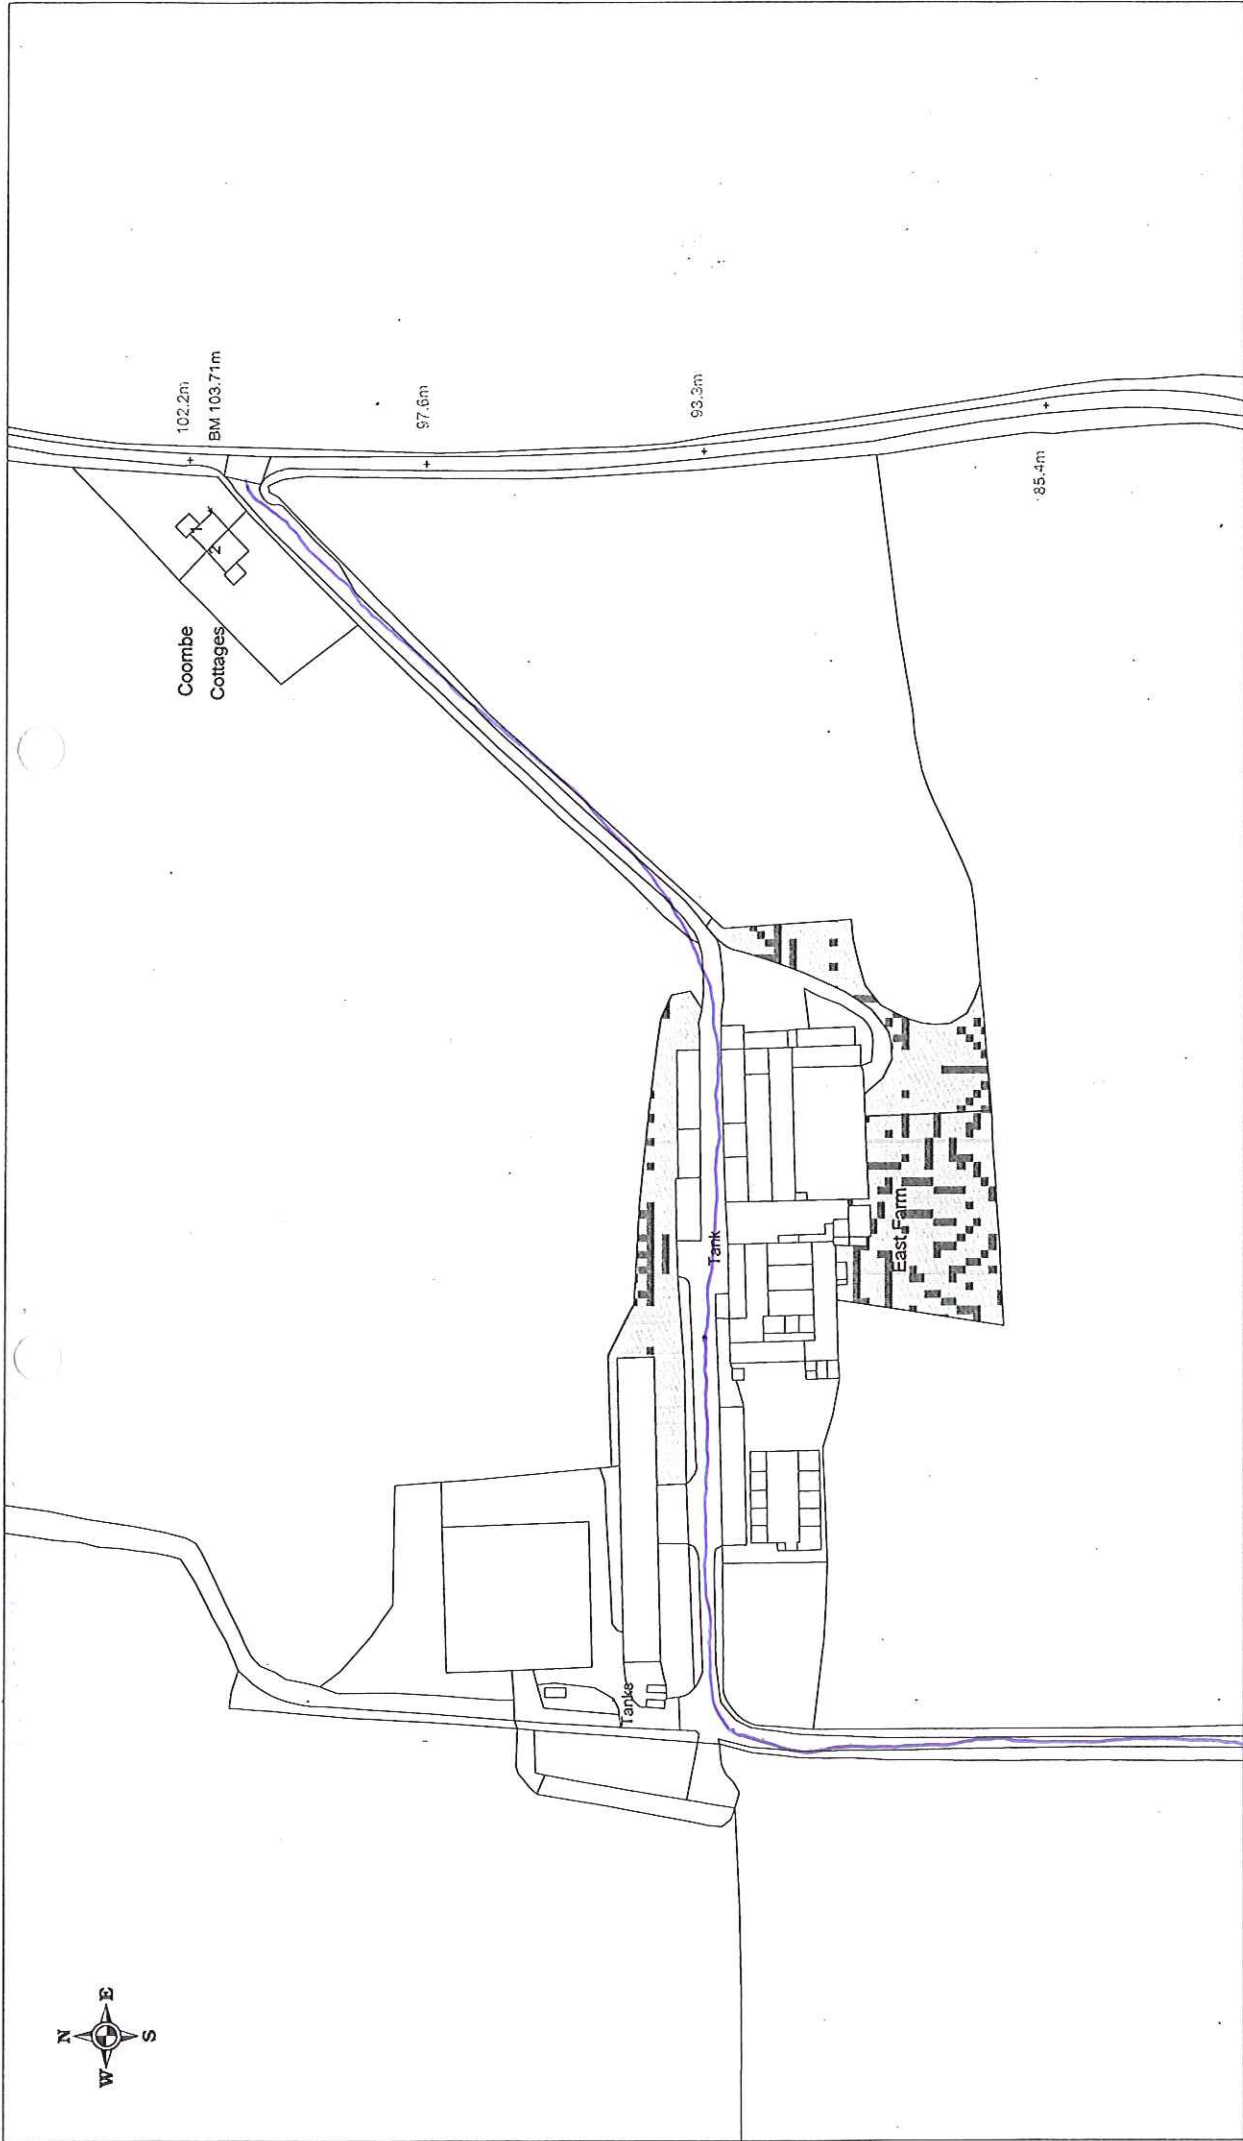 N
W E
S
102.2m
BM 103.71m
1
2
Coombe
Cottages
97.6m
93.3m
85.4m
Tank
East Farm
Tanks